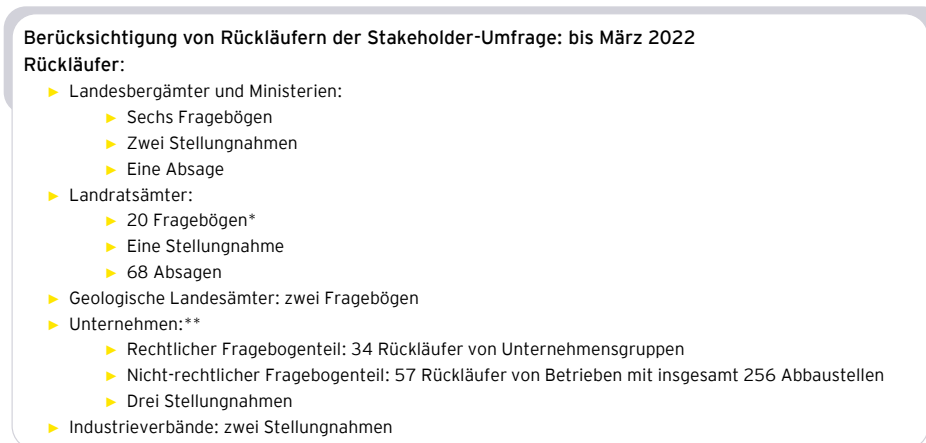 Berücksichtigung von Rückläufern der Stakeholder-Umfrage: bis März 2022
Rückläufer:
► Landesbergämter und Ministerien:
► Sechs Fragebögen
► Zwei Stellungnahmen
► Eine Absage
► Landratsämter:
► 20 Fragebögen*
► Eine Stellungnahme
► 68 Absagen
► Geologische Landesämter: zwei Fragebögen
► Unternehmen:**
► Rechtlicher Fragebogenteil: 34 Rückläufer von Unternehmensgruppen
► Nicht-rechtlicher Fragebogenteil: 57 Rückläufer von Betrieben mit insgesamt 256 Abbaustellen
► Drei Stellungnahmen
► Industrieverbände: zwei Stellungnahmen